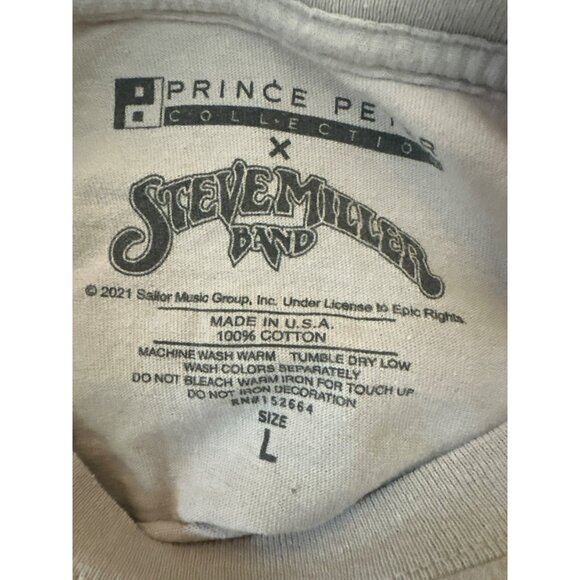 PRINCE PETER
COLLECTION
X
STEVE MILLER
BAND
© 2021 Sailor Music Group, Inc. Under License to Epic Rights.
MADE IN U.S.A.
100% COTTON
MACHINE WASH WARM TUMBLE DRY LOW
WASH COLORS SEPARATELY
DO NOT BLEACH WARM IRON FOR TOUCH UP
DO NOT IRON DECORATION
RN#152664
SIZE
L